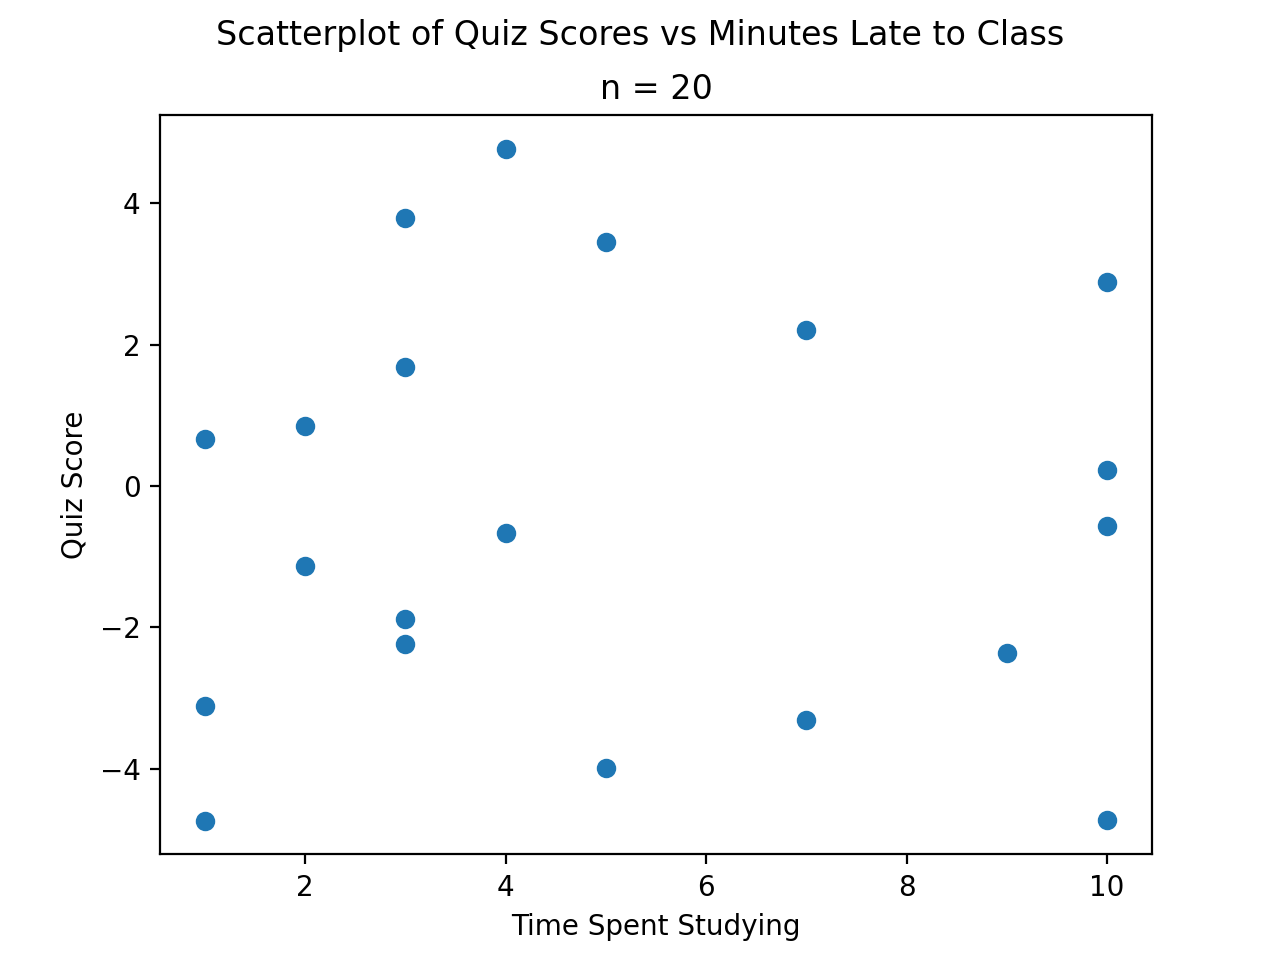 Scatterplot of Quiz Scores vs Minutes Late to Class
n = 20
4
2
0
−2
−4
Quiz Score
2 4 6 8 10
Time Spent Studying